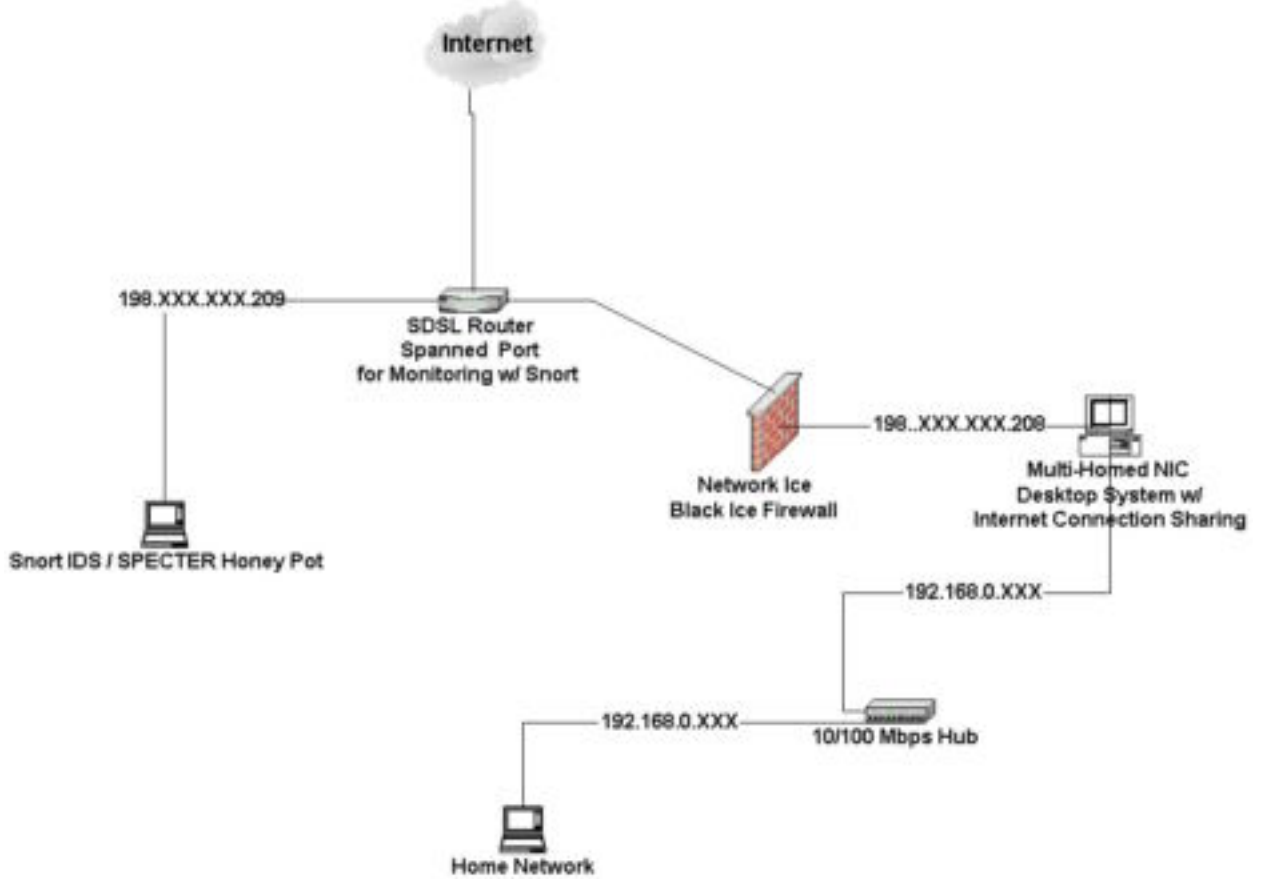 Internet
198.XXX.XXX.209
SDSL Router
Spanned Port
for Monitoring w/ Snort
198..XXX.XXX.208
Network Ice
Black Ice Firewall
Multi-Homed NIC
Desktop System w/
Internet Connection Sharing
Snort IDS / SPECTER Honey Pot
192.168.0.XXX
192.168.0.XXX
10/100 Mbps Hub
Home Network